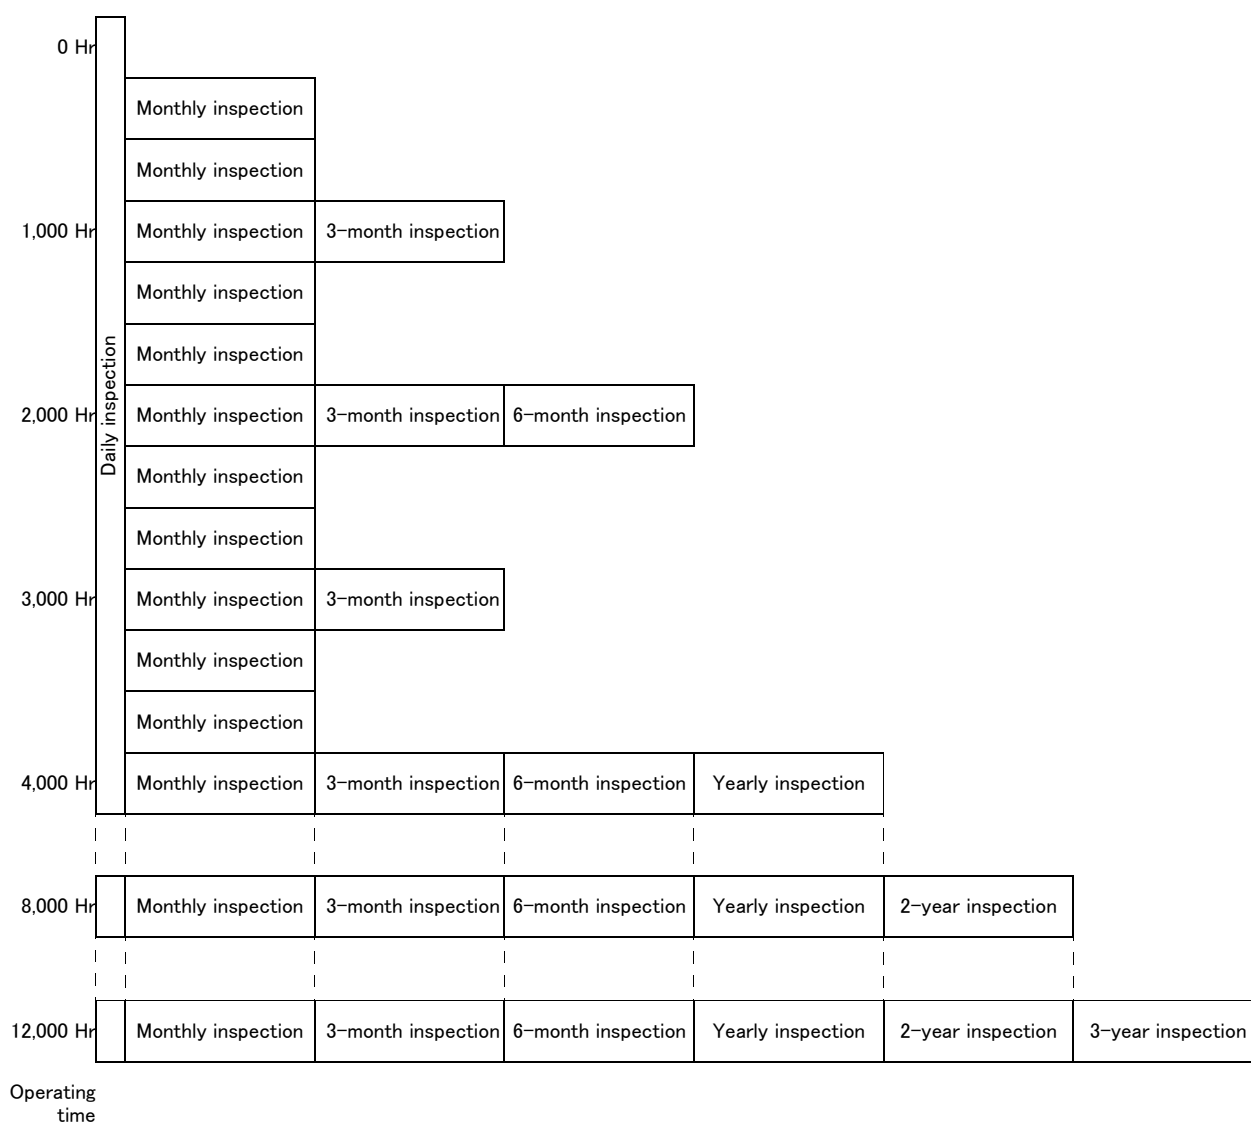 0 Hr
Monthly inspection
Monthly inspection
1,000 Hr Monthly inspection 3-month inspection
Monthly inspection
Daily inspection
Monthly inspection
2,000 Hr Monthly inspection 3-month inspection 6-month inspection
Monthly inspection
Monthly inspection
3,000 Hr Monthly inspection 3-month inspection
Monthly inspection
Monthly inspection
4,000 Hr Monthly inspection 3-month inspection 6-month inspection Yearly inspection
8,000 Hr Monthly inspection 3-month inspection 6-month inspection Yearly inspection 2-year inspection
12,000 Hr Monthly inspection 3-month inspection 6-month inspection Yearly inspection 2-year inspection 3-year inspection
Operating
time